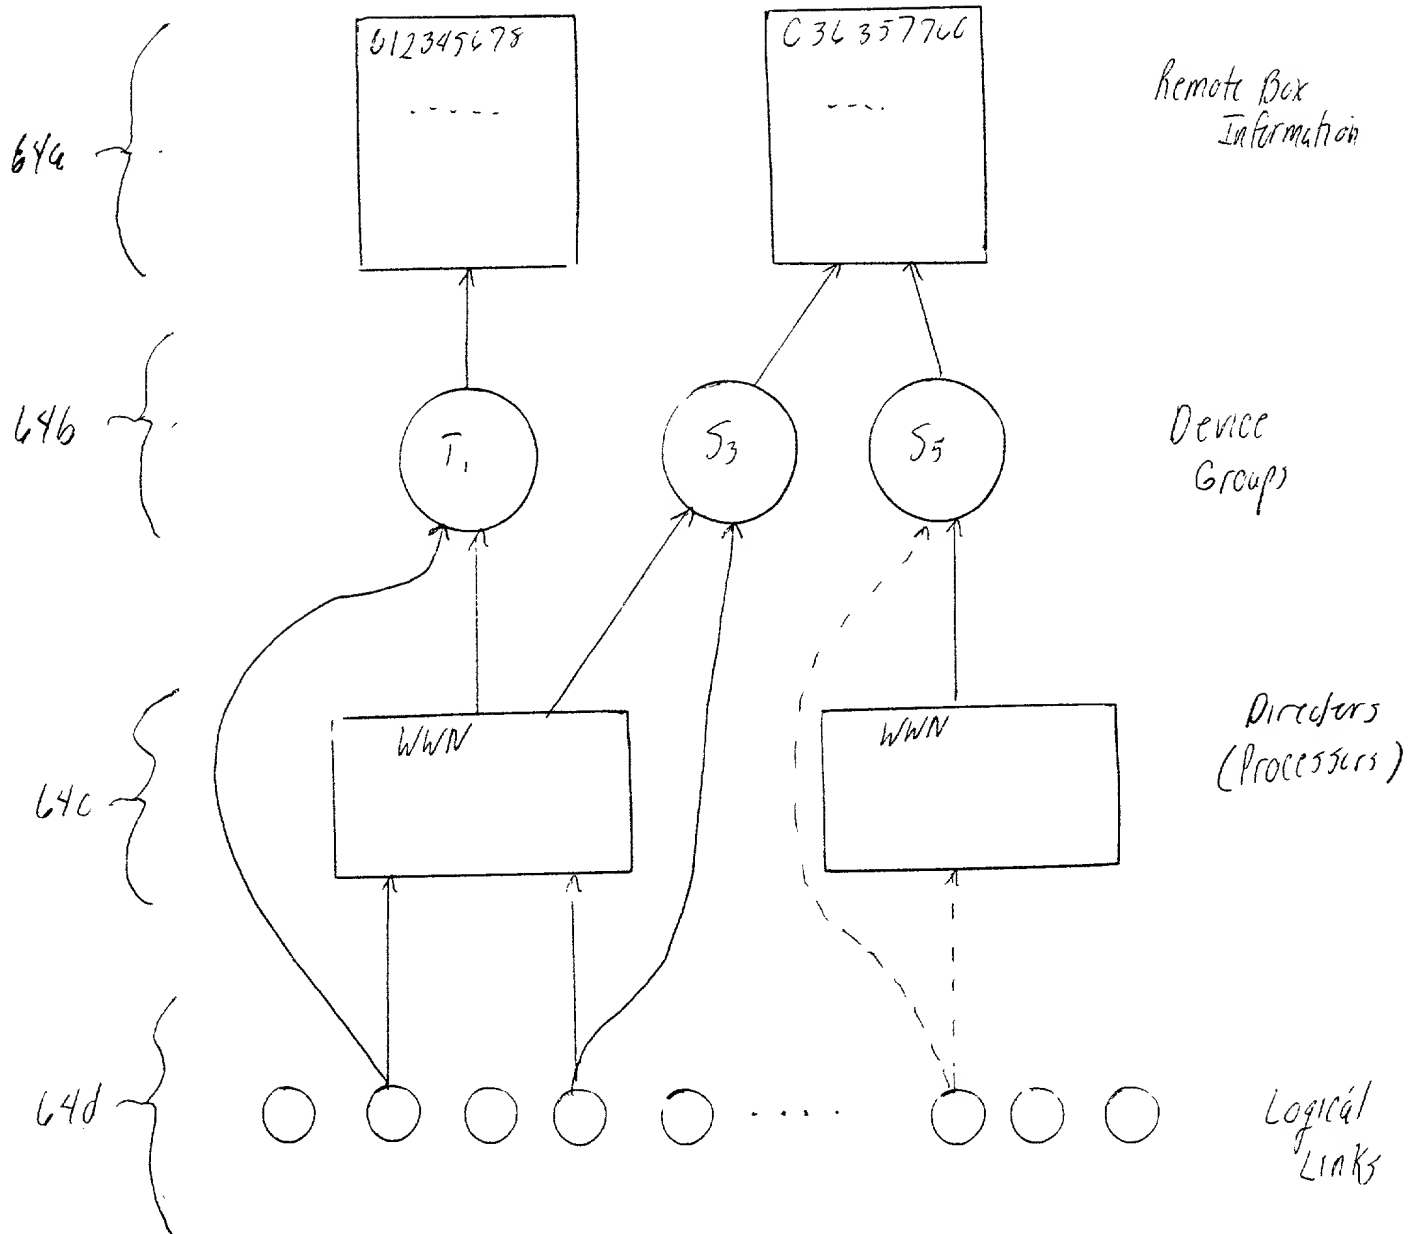 012345678
Remote Box
Information
64a
64b
T1
S3
S5
Device
Groups
WWN
WWN
Directors
(Processors)
64c
64d
.....
Logical
Links